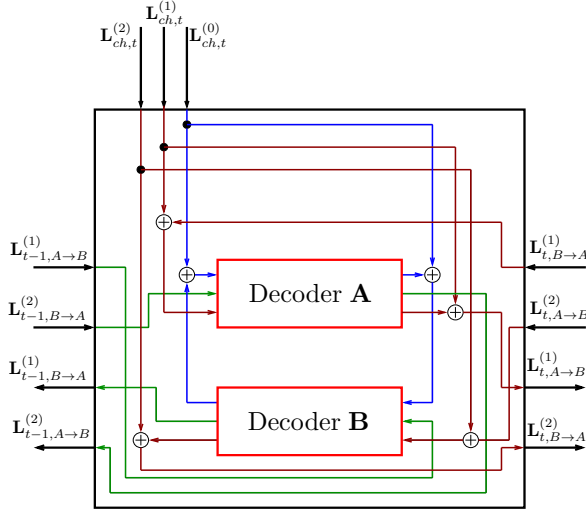 L_{ch,t}^{(1)}
L_{ch,t}^{(2)}
L_{ch,t}^{(0)}
L_{t−1,A→B}^{(1)}
L_{t,B→A}^{(1)}
Decoder A
L_{t−1,B→A}^{(2)}
L_{t,A→B}^{(2)}
L_{t−1,B→A}^{(1)}
L_{t,A→B}^{(1)}
Decoder B
L_{t−1,A→B}^{(2)}
L_{t,B→A}^{(2)}